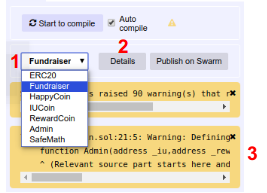 Start to compile Auto
compile
2
1 Fundraiser Details Publish on Swarm
ERC20
Fundraiser
HappyCoin
IUCoin
RewardCoin
Admin
SafeMath
s raised 90 warning(s) that r
3
n.sol:21:5: Warning: Defining
function Admin(address _iu,address _rew
^ (Relevant source part starts here and